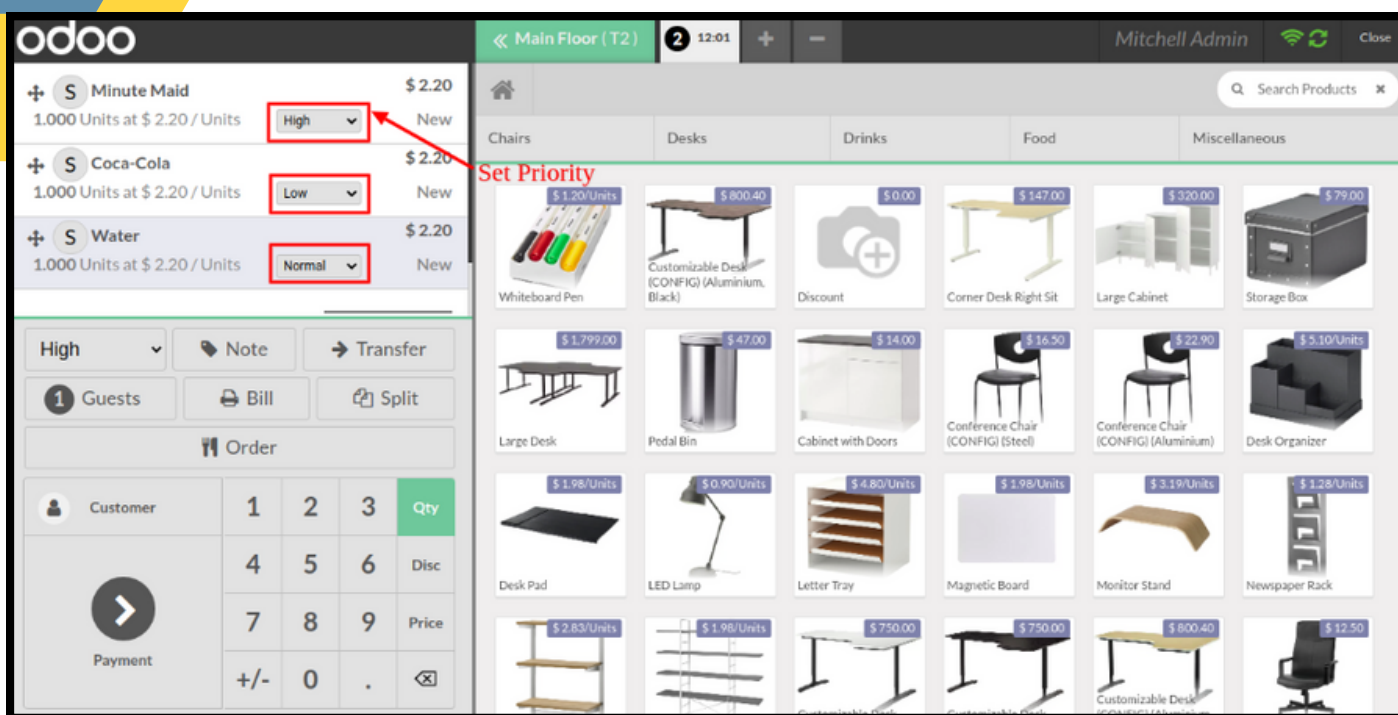 odoo
Main Floor ( T2 )
2 12:01
+ −
Mitchell Admin
Close
S Minute Maid $ 2.20
1.000 Units at $ 2.20 / Units High New
S Coca-Cola $ 2.20
1.000 Units at $ 2.20 / Units Low New
S Water $ 2.20
1.000 Units at $ 2.20 / Units Normal New
Set Priority
High Note Transfer
1 Guests Bill Split
Order
Customer 1 2 3 Qty
4 5 6 Disc
7 8 9 Price
Payment
+/- 0 .
Search Products
Chairs Desks Drinks Food Miscellaneous
$ 1.20/Units
Whiteboard Pen
$ 800.40
Customizable Desk
(CONFIG) (Aluminium,
Black)
$ 0.00
Discount
$ 147.00
Corner Desk Right Sit
$ 320.00
Large Cabinet
$ 79.00
Storage Box
$ 1,799.00
Large Desk
$ 47.00
Pedal Bin
$ 14.00
Cabinet with Doors
$ 16.50
Conference Chair
(CONFIG) (Steel)
$ 22.90
Conference Chair
(CONFIG) (Aluminium)
$ 5.10/Units
Desk Organizer
$ 1.98/Units
Desk Pad
$ 0.90/Units
LED Lamp
$ 4.80/Units
Letter Tray
$ 1.98/Units
Magnetic Board
$ 3.19/Units
Monitor Stand
$ 1.28/Units
Newspaper Rack
$ 2.83/Units
$ 1.98/Units
$ 750.00
Customizable Desk
$ 750.00
Customizable Desk
$ 800.40
Customizable Desk
$ 12.50